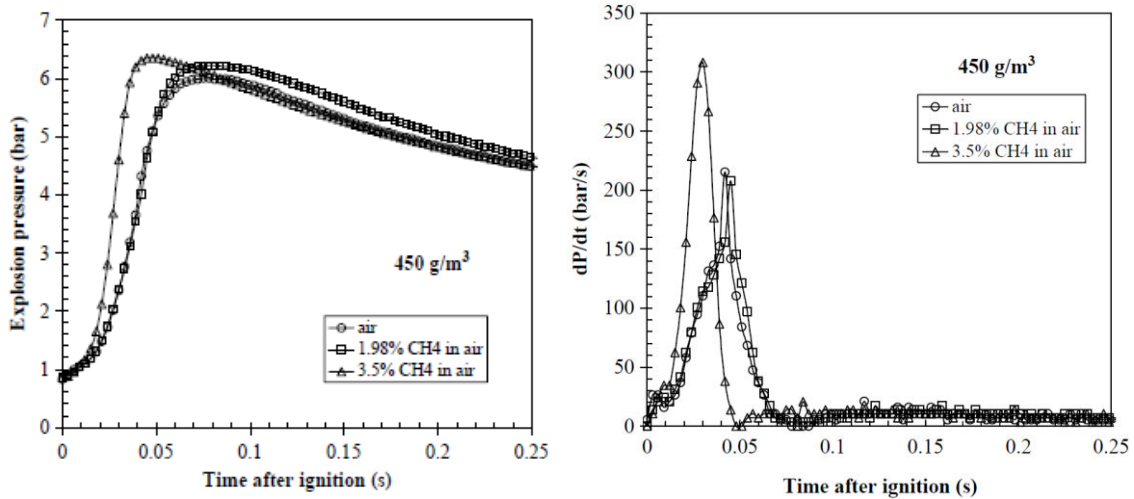 7
6
5
4
3
2
1
0
Explosion pressure (bar)
450 g/m³
air
1.98% CH4 in air
3.5% CH4 in air
0 0.05 0.1 0.15 0.2 0.25
Time after ignition (s)
350
300
250
200
150
100
50
0
dP/dt (bar/s)
450 g/m³
air
1.98% CH4 in air
3.5% CH4 in air
0 0.05 0.1 0.15 0.2 0.25
Time after ignition (s)